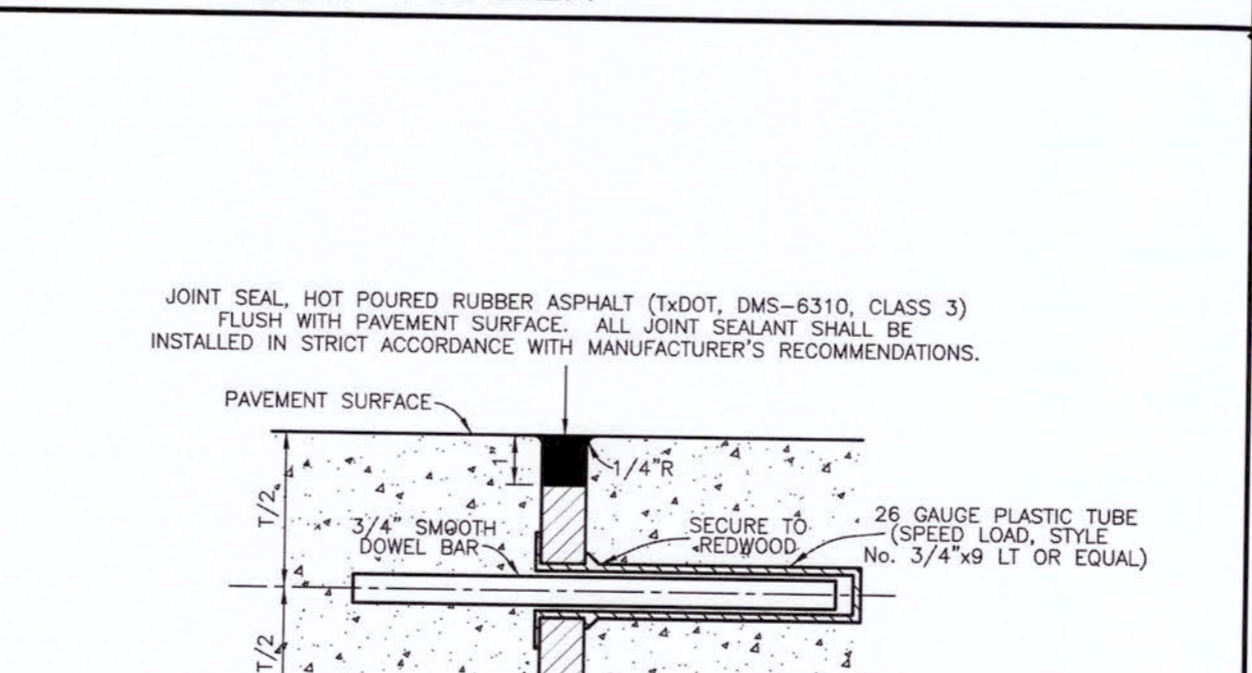 JOINT SEAL, HOT POURED RUBBER ASPHALT (TxDOT, DMS-6310, CLASS 3)
FLUSH WITH PAVEMENT SURFACE. ALL JOINT SEALANT SHALL BE
INSTALLED IN STRICT ACCORDANCE WITH MANUFACTURER'S RECOMMENDATIONS.
PAVEMENT SURFACE
1"
1/4"R
T/2
3/4" SMOOTH
DOWEL BAR
SECURE TO
REDWOOD
26 GAUGE PLASTIC TUBE
(SPEED LOAD, STYLE
No. 3/4"x9 LT OR EQUAL)
T/2